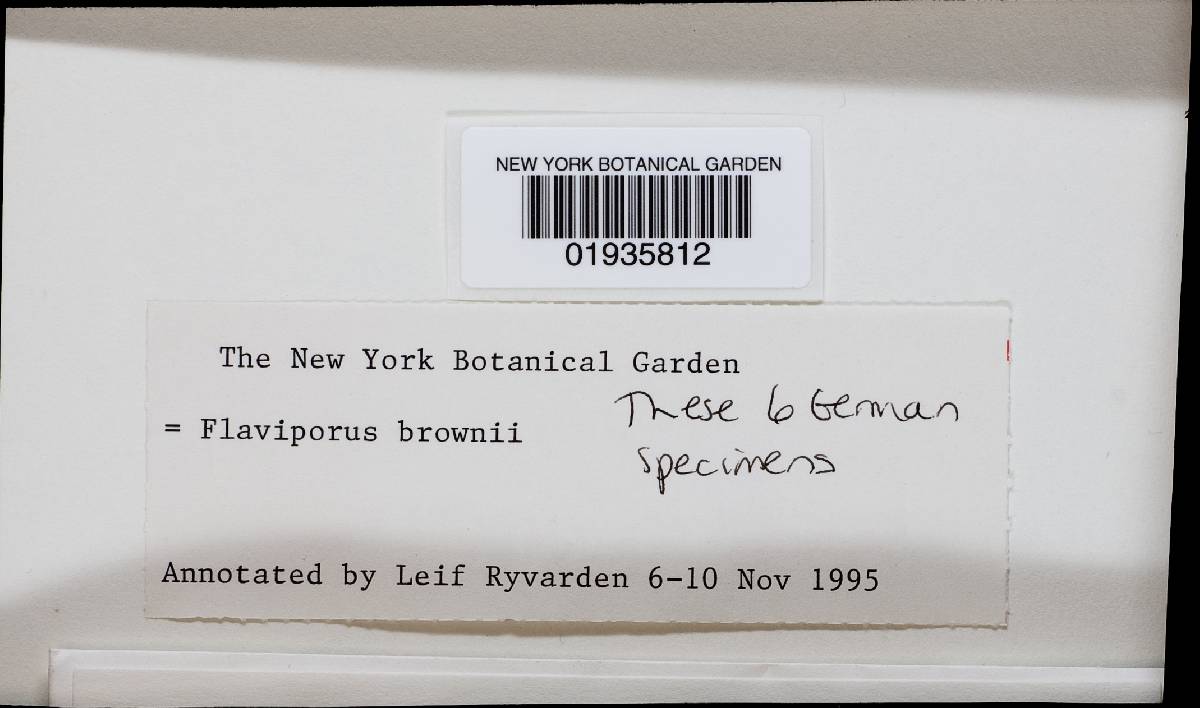 NEW YORK BOTANICAL GARDEN
01935812
The New York Botanical Garden
= Flaviporus brownii
These 6 German
specimens
Annotated by Leif Ryvarden 6-10 Nov 1995